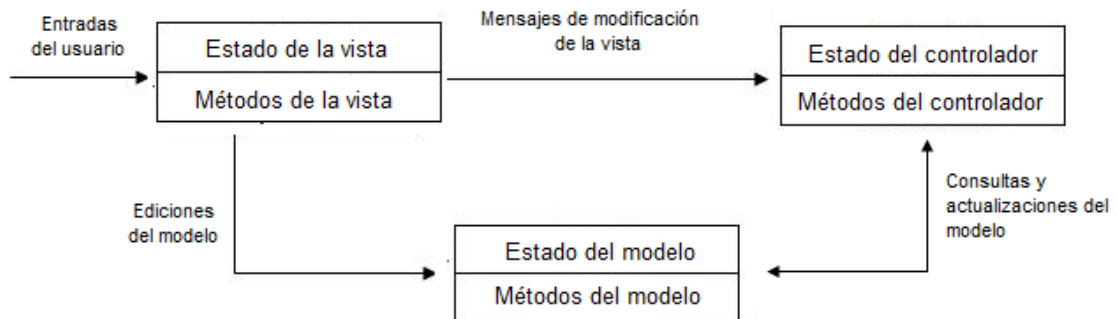 Entradas
del usuario
Estado de la vista
Métodos de la vista
Mensajes de modificación
de la vista
Estado del controlador
Métodos del controlador
Ediciones
del modelo
Consultas y
actualizaciones del
modelo
Estado del modelo
Métodos del modelo